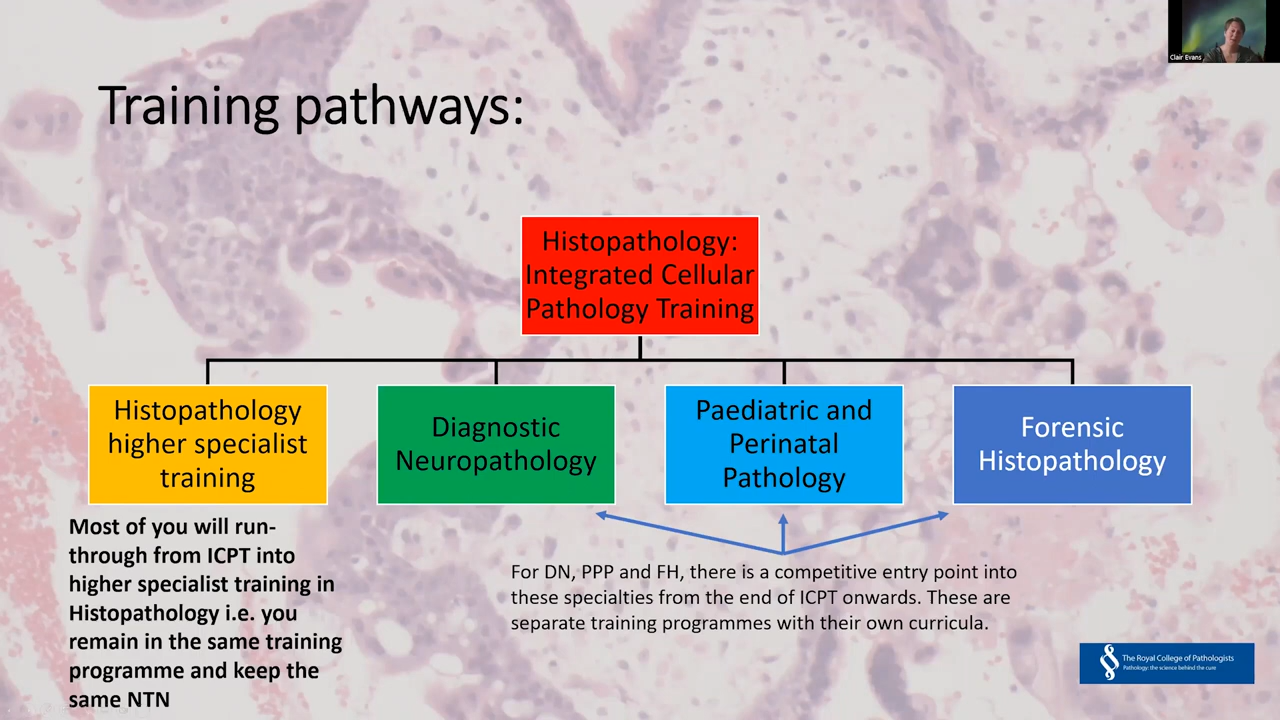 Clair Evans
Training pathways:
Histopathology:
Integrated Cellular
Pathology Training
Histopathology
higher specialist
training
Diagnostic
Neuropathology
Paediatric and
Perinatal
Pathology
Forensic
Histopathology
Most of you will run-
through from ICPT into
higher specialist training in
Histopathology i.e. you
remain in the same training
programme and keep the
same NTN
For DN, PPP and FH, there is a competitive entry point into
these specialties from the end of ICPT onwards. These are
separate training programmes with their own curricula.
The Royal College of Pathologists
Pathology: the science behind the cure